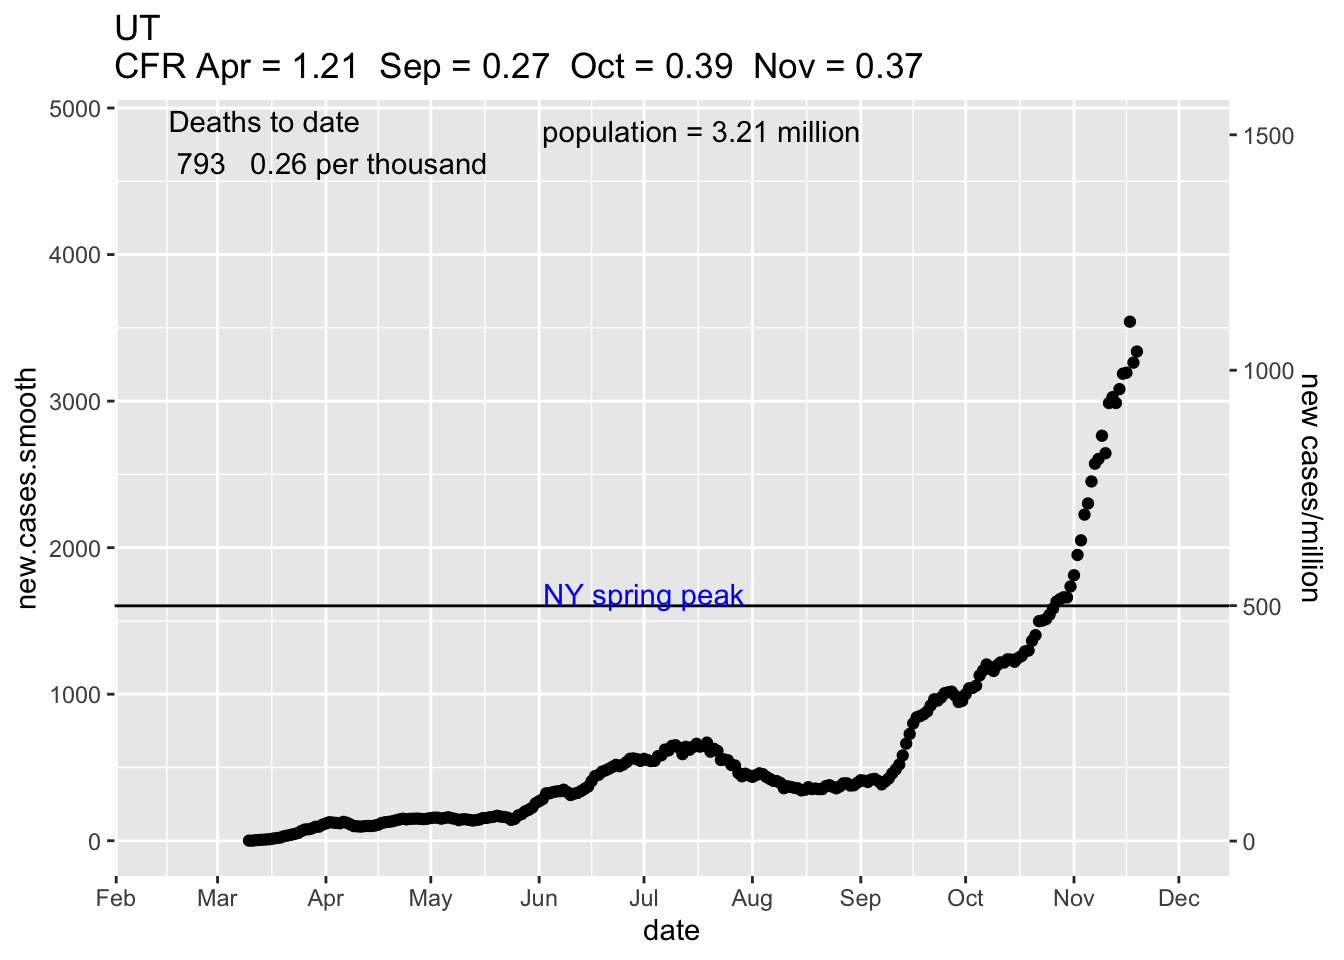 UT
CFR Apr = 1.21  Sep = 0.27  Oct = 0.39  Nov = 0.37
Deaths to date
793   0.26 per thousand
population = 3.21 million
NY spring peak
new.cases.smooth
5000
4000
3000
2000
1000
0
1500
1000
500
0
new cases/million
Feb Mar Apr May Jun Jul Aug Sep Oct Nov Dec
date